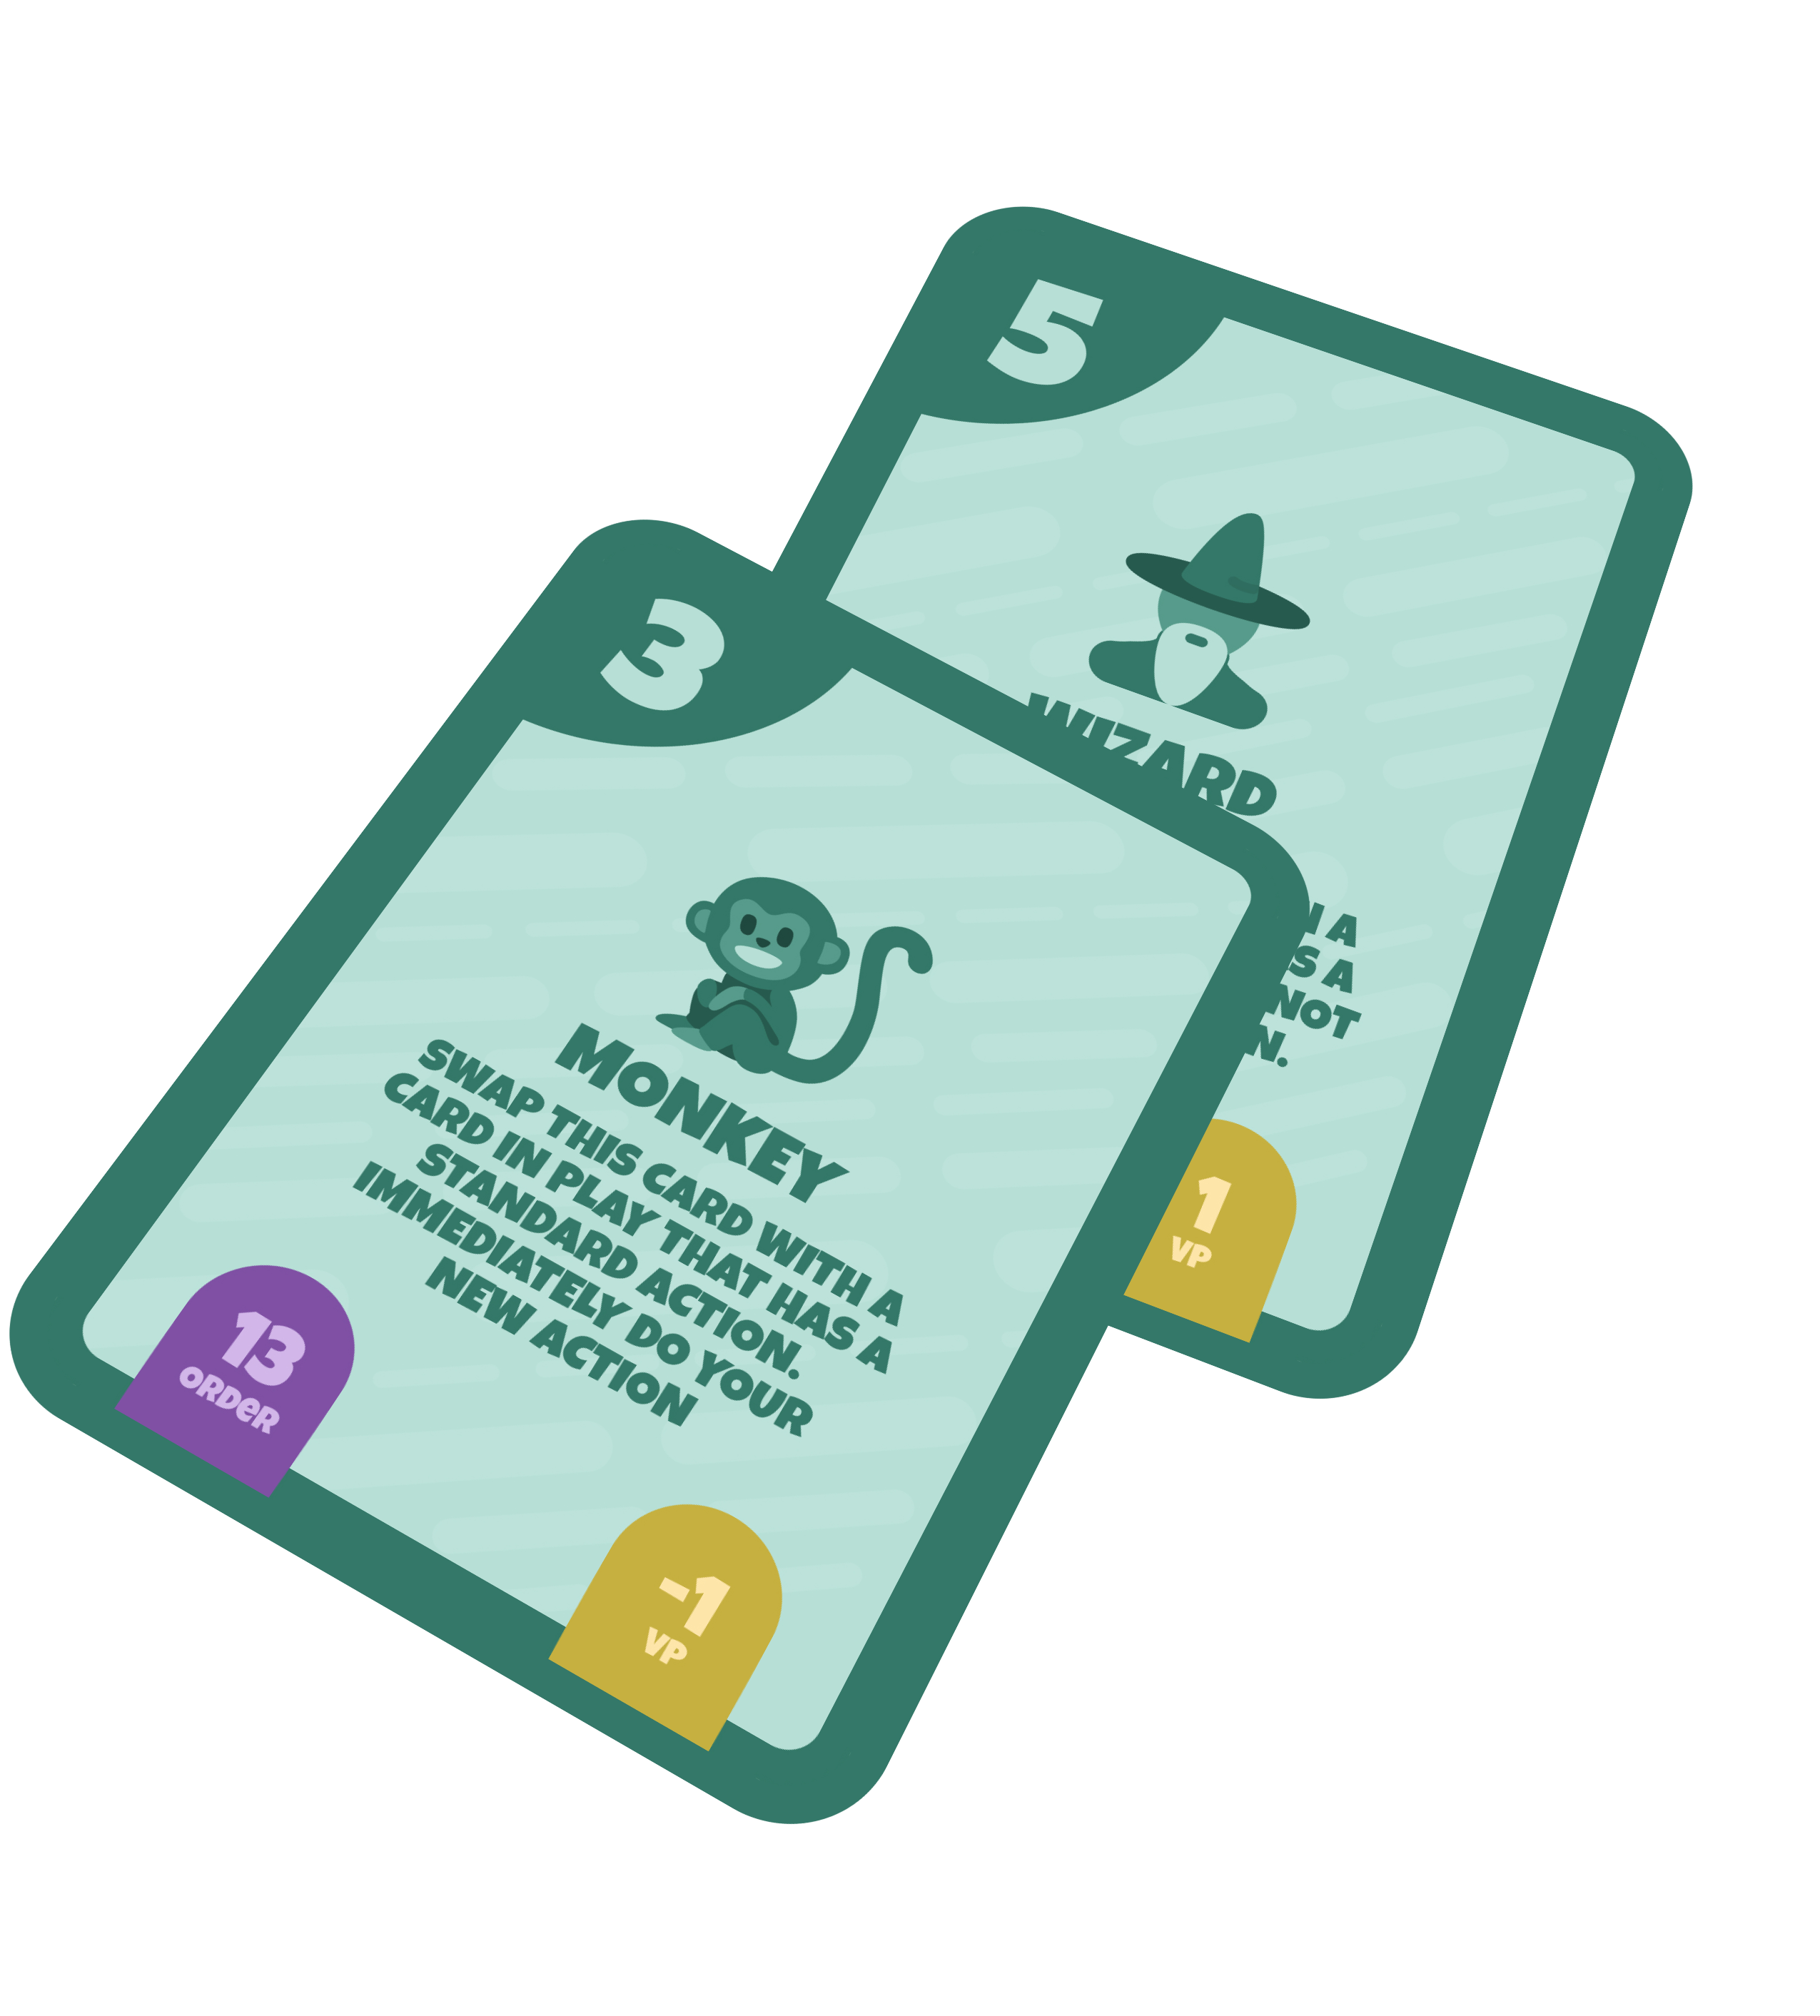 5
WIZARD
A
S A
NOT
N.
1
VP
3
MONKEY
SWAP THIS CARD WITH A
CARD IN PLAY THAT HAS A
STANDARD ACTION.
IMMEDIATELY DO YOUR
NEW ACTION
13
ORDER
-1
VP